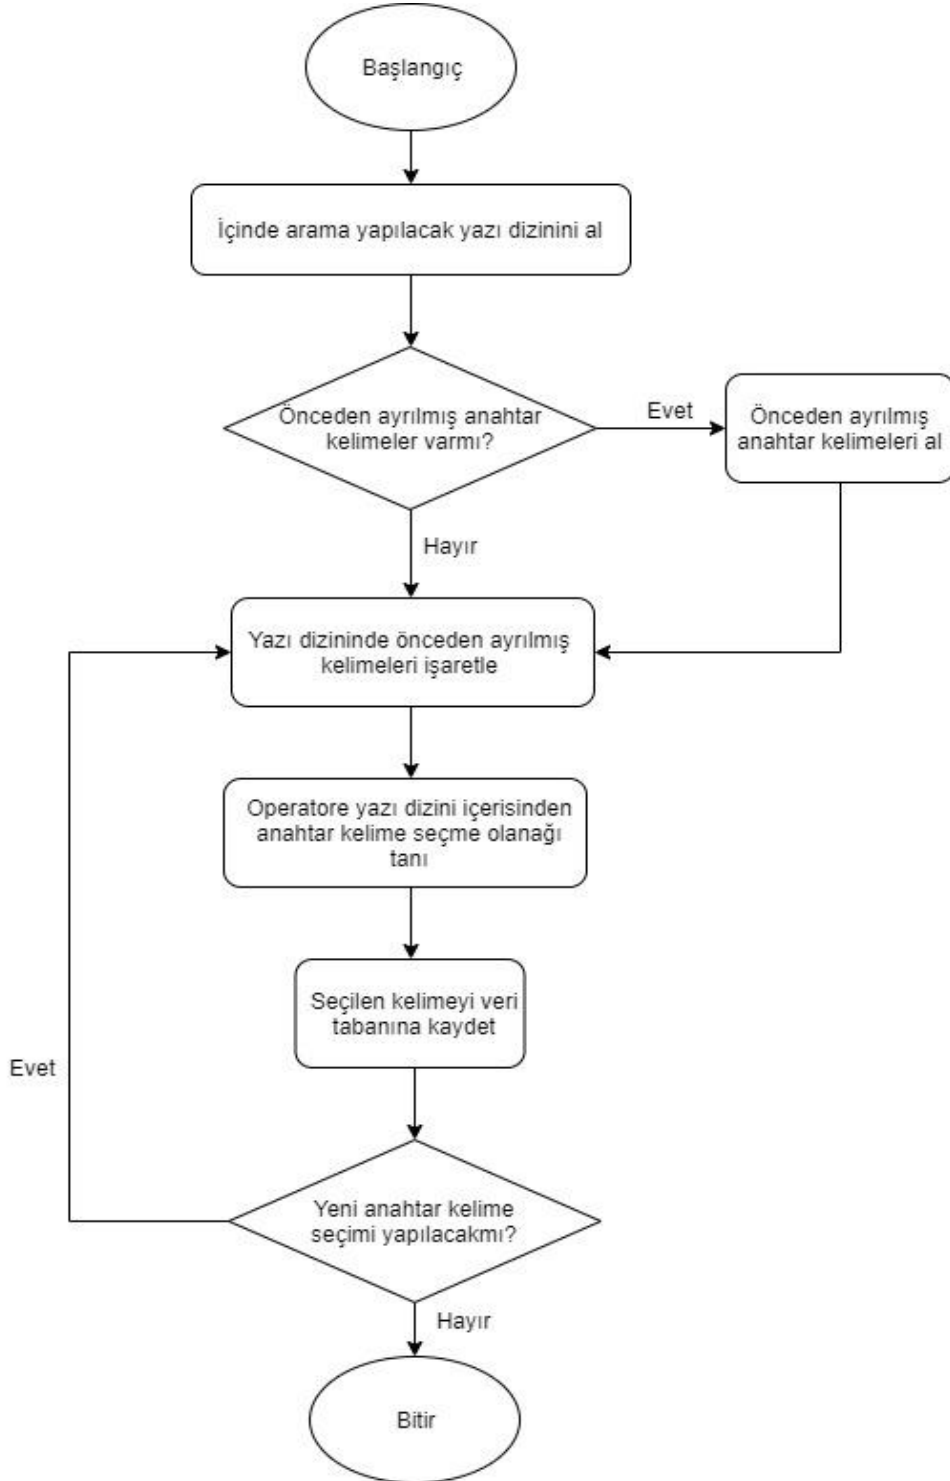 Başlangıç
İçinde arama yapılacak yazı dizinini al
Önceden ayrılmış anahtar
kelimeler varmı?
Evet
Önceden ayrılmış
anahtar kelimeleri al
Hayır
Yazı dizininde önceden ayrılmış
kelimeleri işaretle
Operatore yazı dizini içerisinden
anahtar kelime seçme olanağı
tanı
Seçilen kelimeyi veri
tabanına kaydet
Evet
Yeni anahtar kelime
seçimi yapılacakmı?
Hayır
Bitir